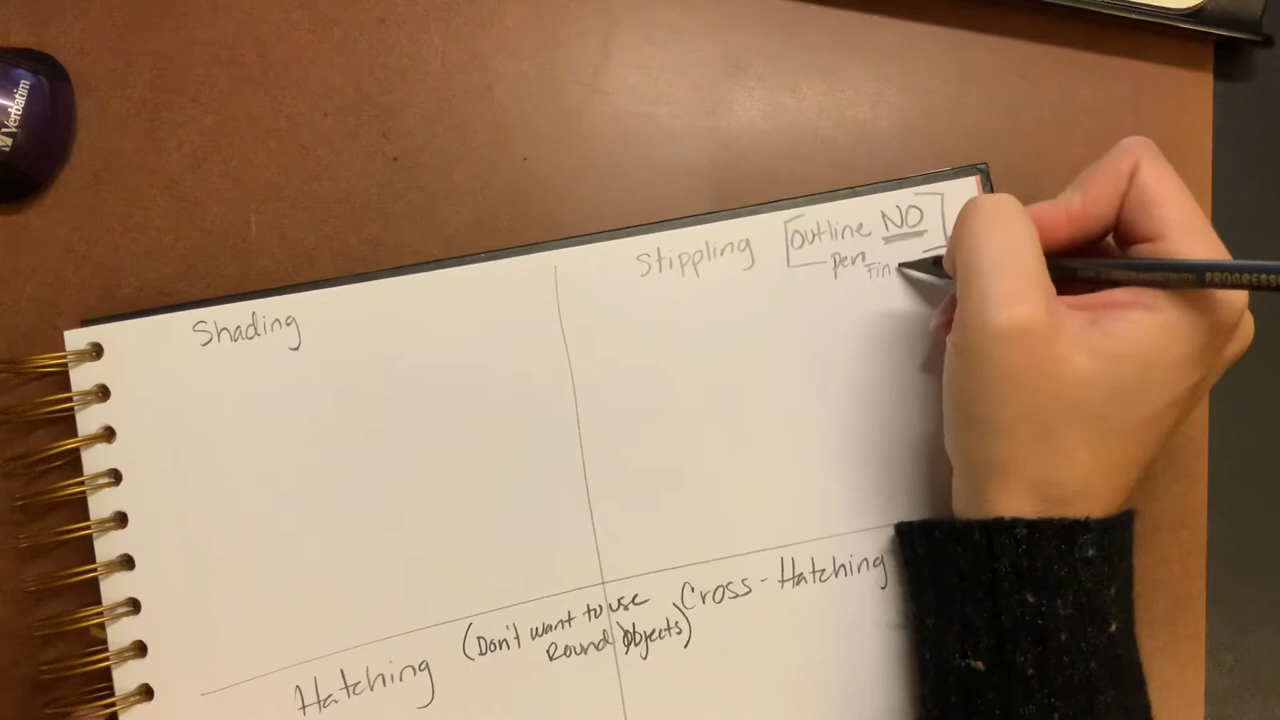 Verbatim
Stippling [Outline NO]
pen Fin
PROGRESS
Shading
Cross-Hatching
(Don't want to use
Round Objects)
Hatching